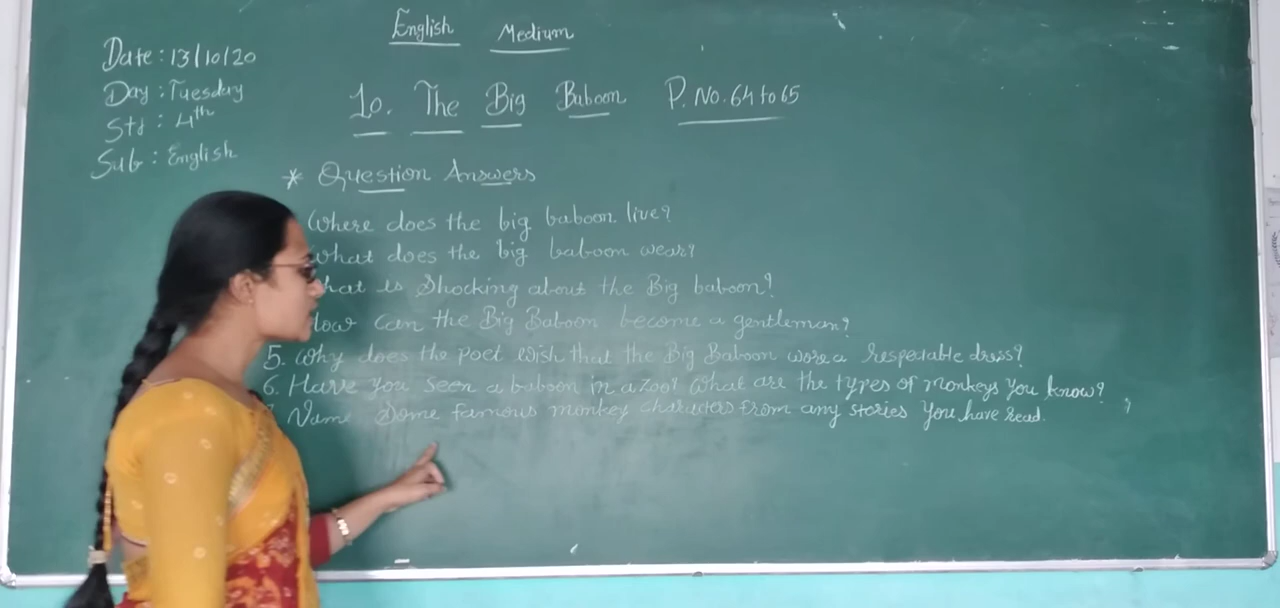 English Medium
Date : 13/10/20
Day : Tuesday
Std : 4th
Sub : English
10. The Big Baboon P. No. 64 to 65
* Question Answers
Where does the big baboon live?
What does the big baboon wear?
hat is Shocking about the Big baboon?
How can the Big Baboon become a gentleman?
5. Why does the poet wish that the Big Baboon wore a respectable dress?
6. Have you seen a baboon in a zoo? What are the types of monkeys you know?
Name Some famous monkey characters from any stories you have read.